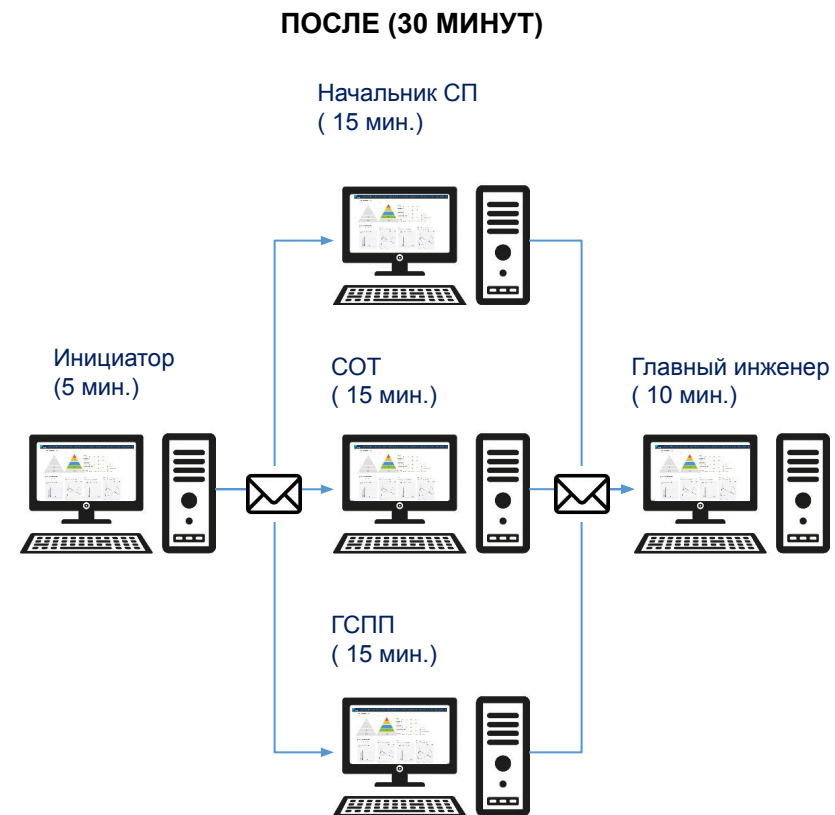 ПОСЛЕ (30 МИНУТ)
Начальник СП
( 15 мин.)
Инициатор
(5 мин.)
СОТ
( 15 мин.)
Главный инженер
( 10 мин.)
ГСПП
( 15 мин.)